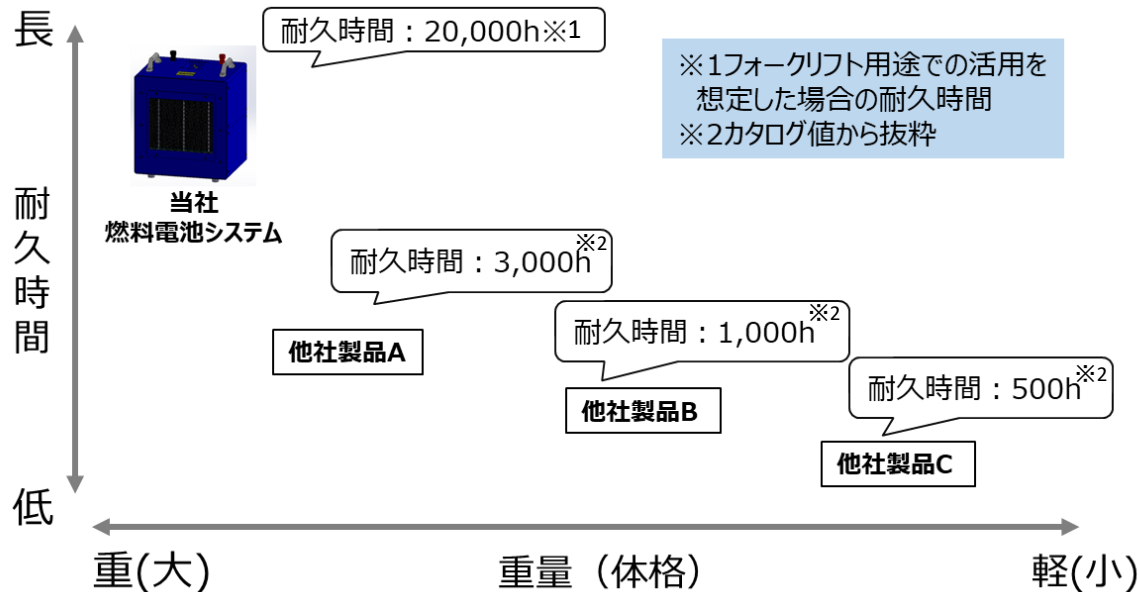 長
耐久時間：20,000h※1
※1フォークリフト用途での活用を
想定した場合の耐久時間
※2カタログ値から抜粋
当社
燃料電池システム
耐久時間
耐久時間：3,000h※2
他社製品A
耐久時間：1,000h※2
他社製品B
耐久時間：500h※2
他社製品C
低
重(大)
重量（体格）
軽(小)